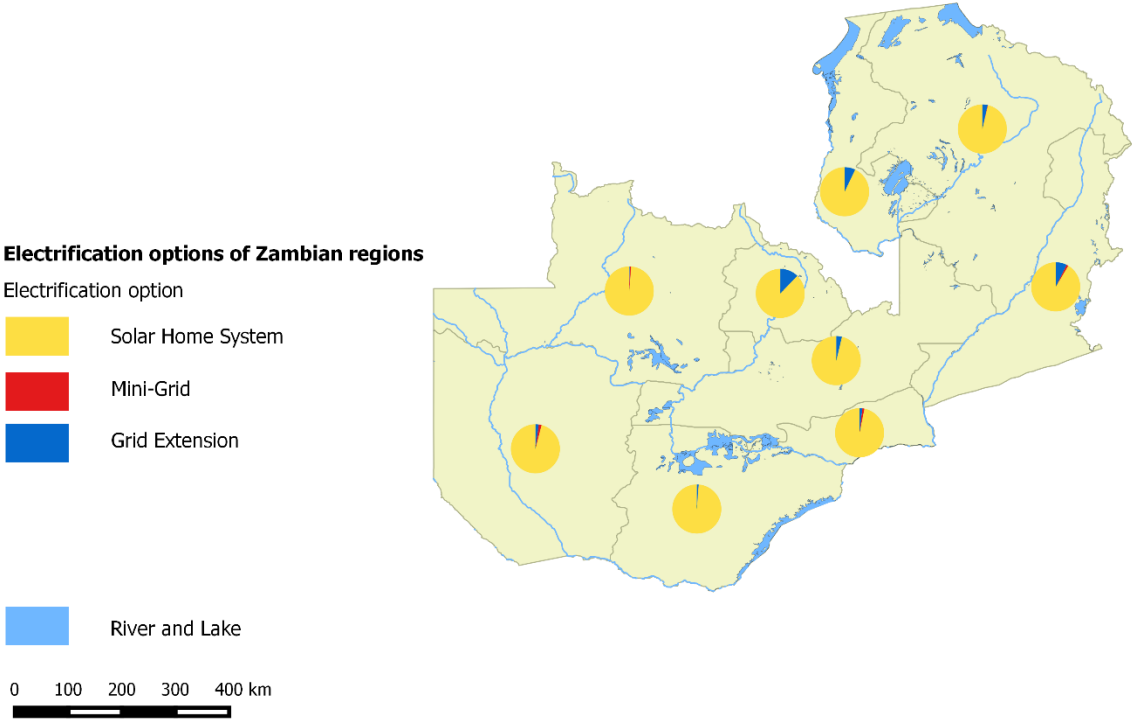 Electrification options of Zambian regions
Electrification option
Solar Home System
Mini-Grid
Grid Extension
River and Lake
0 100 200 300 400 km